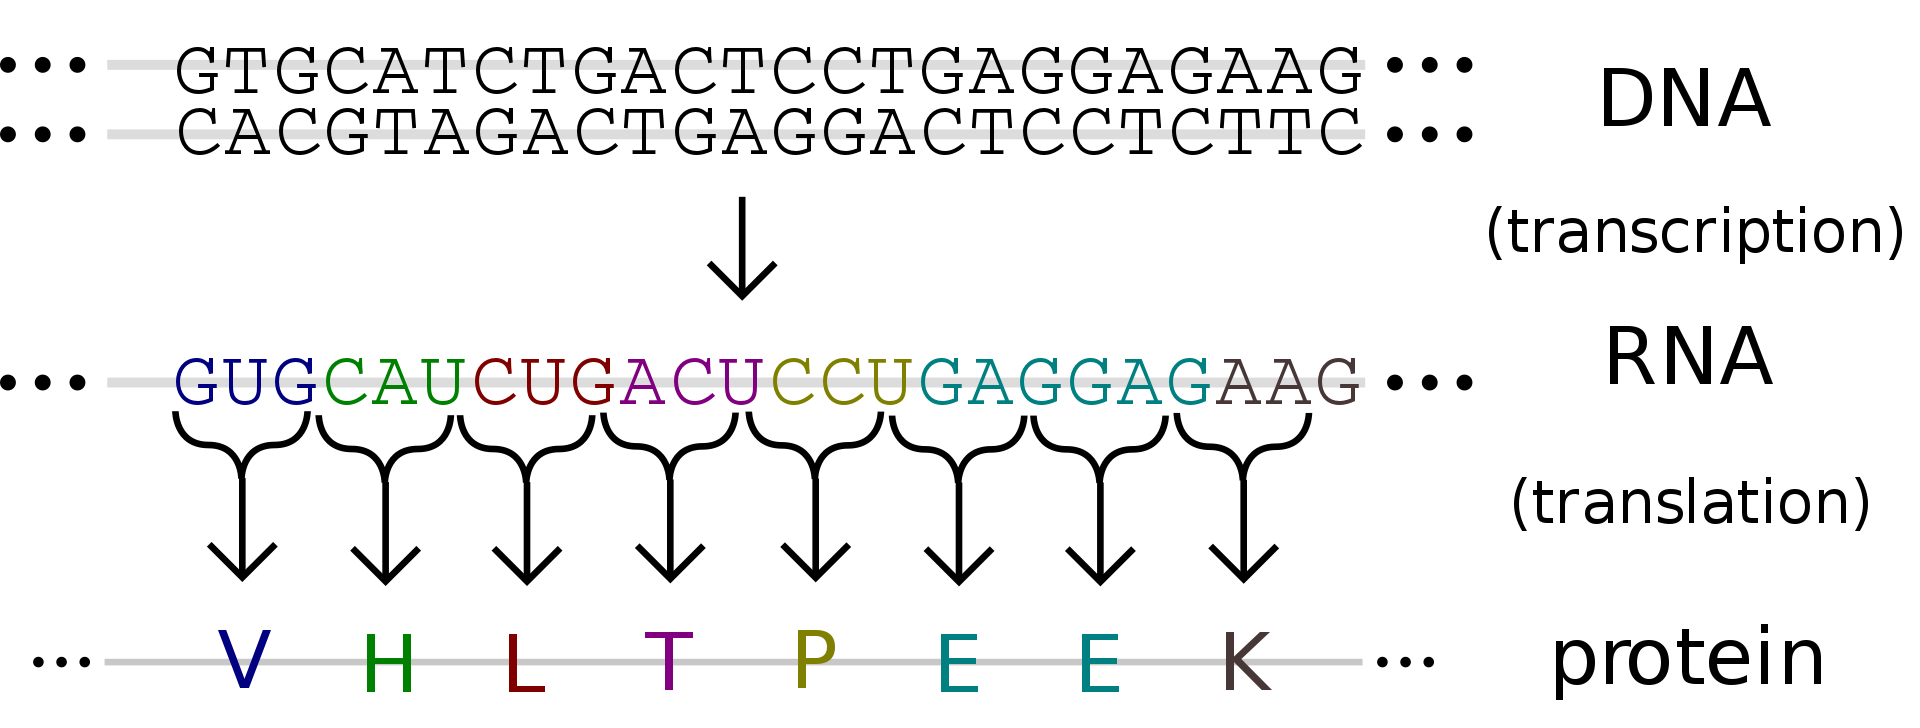 GTGCATCTGACTCCTGAGGAGAAG
CACGTAGACTGAGGACTCCTCTTC
DNA
(transcription)
GUGCAUCUGACUCCUGAGGAGAAG
RNA
(translation)
V H L T P E E K
protein